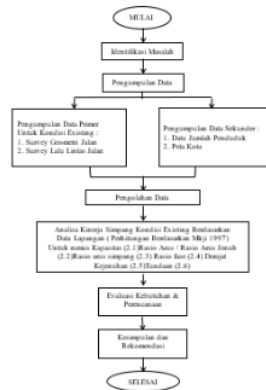 MULAI
Identifikasi Masalah
Pengumpulan Data
Pengumpulan Data Primer
Untuk Kondisi Existing :
1. Survey Geometri Jalan
2. Survey Lalu Lintas Jalan
Pengumpulan Data Sekunder
1. Data Jumlah Penduduk
2. Peta Kota
Pengolahan Data
Analisa Kinerja Simpang Kondisi Existing Berdasarkan
Data Lapangan ( Perhitungan Berdasarkan Mkji 1997)
Untuk rumus Kapasitas (2.1)Rasio Arus / Rasio Arus Jenuh
(2.2)Rasio arus simpang (2.3) Rasio fase (2.4) Derajat
Kejenuhan (2.5)Tundaan (2.6)
Evaluasi Kebutuhan &
Perencanaan
Kesimpulan dan
Rekomendasi
SELESAI